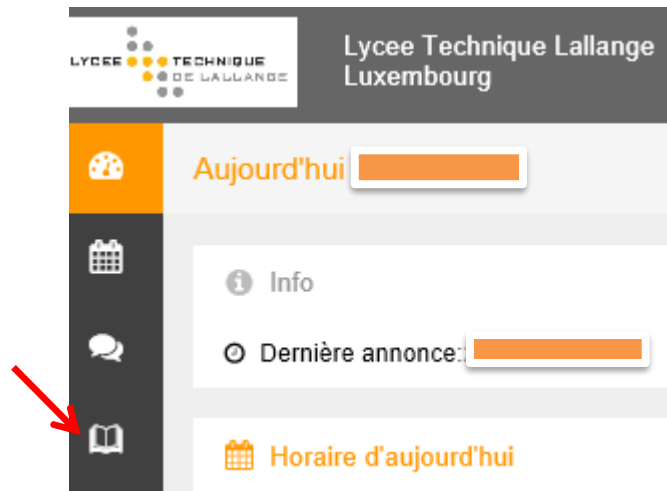 LYCEE TECHNIQUE
DE LALLANGE
Lycee Technique Lallange
Luxembourg
Aujourd'hui
Info
Dernière annonce::
Horaire d'aujourd'hui